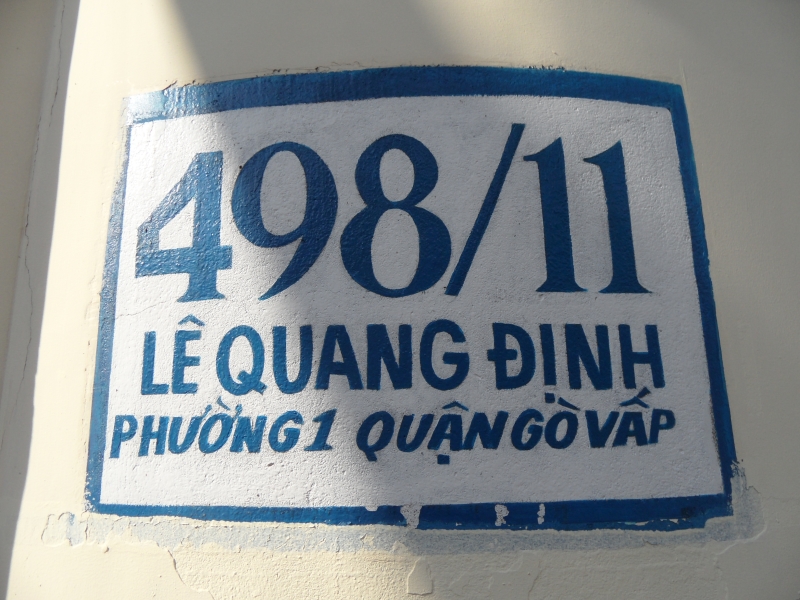 498/11
LÊ QUANG ĐỊNH
PHƯỜNG 1 QUẬN GÒ VẤP